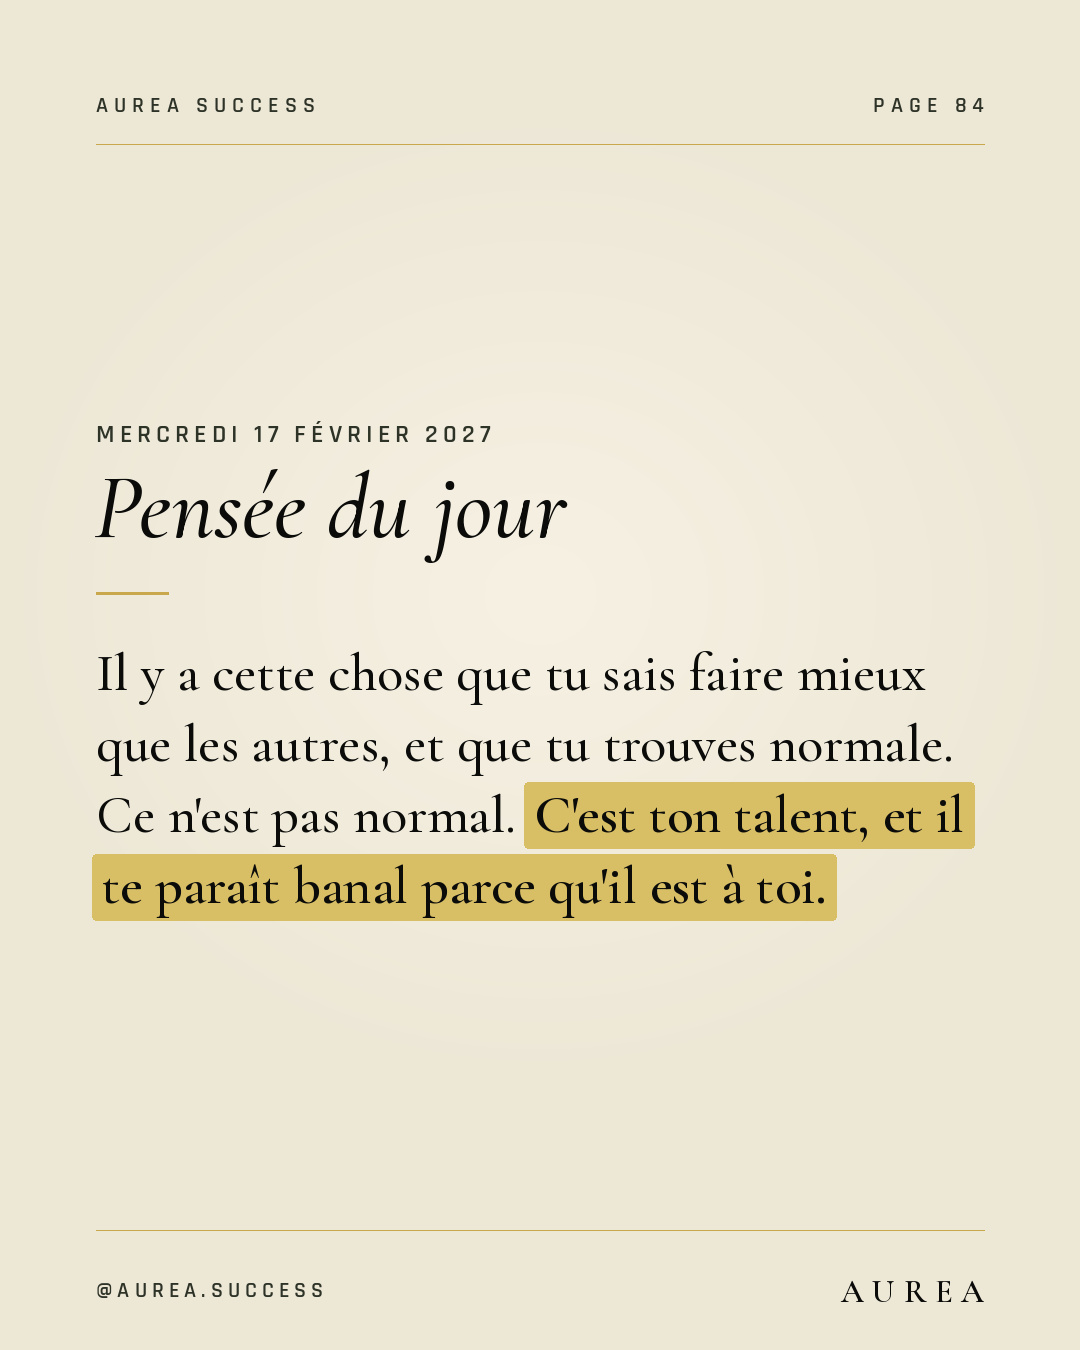 AUREA SUCCESS
PAGE 84
MERCREDI 17 FÉVRIER 2027
Pensée du jour
Il y a cette chose que tu sais faire mieux
que les autres, et que tu trouves normale.
Ce n'est pas normal. C'est ton talent, et il
te paraît banal parce qu'il est à toi.
@AUREA.SUCCESS
AUREA